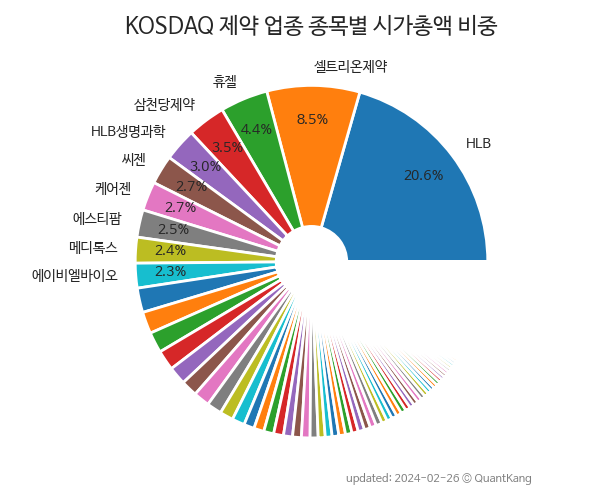 KOSDAQ 제약 업종 종목별 시가총액 비중
셀트리온제약
휴젤
삼천당제약
HLB생명과학
씨젠
케어젠
에스티팜
메디톡스
에이비엘바이오
HLB
20.6%
8.5%
4.4%
3.5%
3.0%
2.7%
2.7%
2.5%
2.4%
2.3%
updated: 2024-02-26 © QuantKang